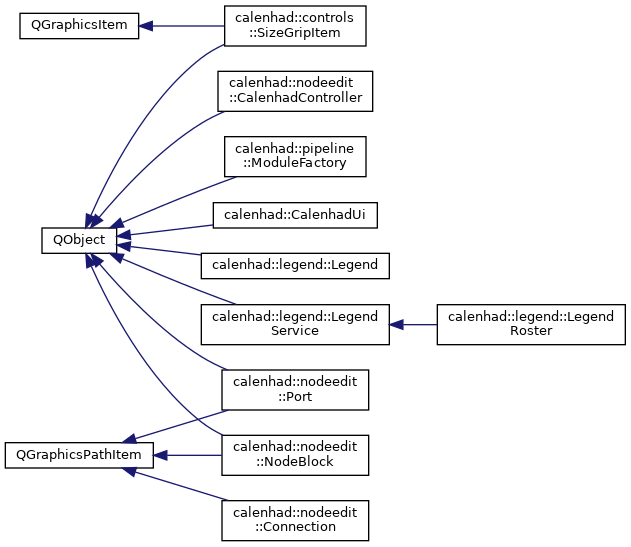 QGraphicsItem
calenhad::controls
::SizeGripItem
calenhad::nodeedit
::CalenhadController
calenhad::pipeline
::ModuleFactory
calenhad::CalenhadUi
QObject
calenhad::legend::Legend
calenhad::legend::Legend
Service
calenhad::legend::Legend
Roster
calenhad::nodeedit
::Port
QGraphicsPathItem
calenhad::nodeedit
::NodeBlock
calenhad::nodeedit
::Connection